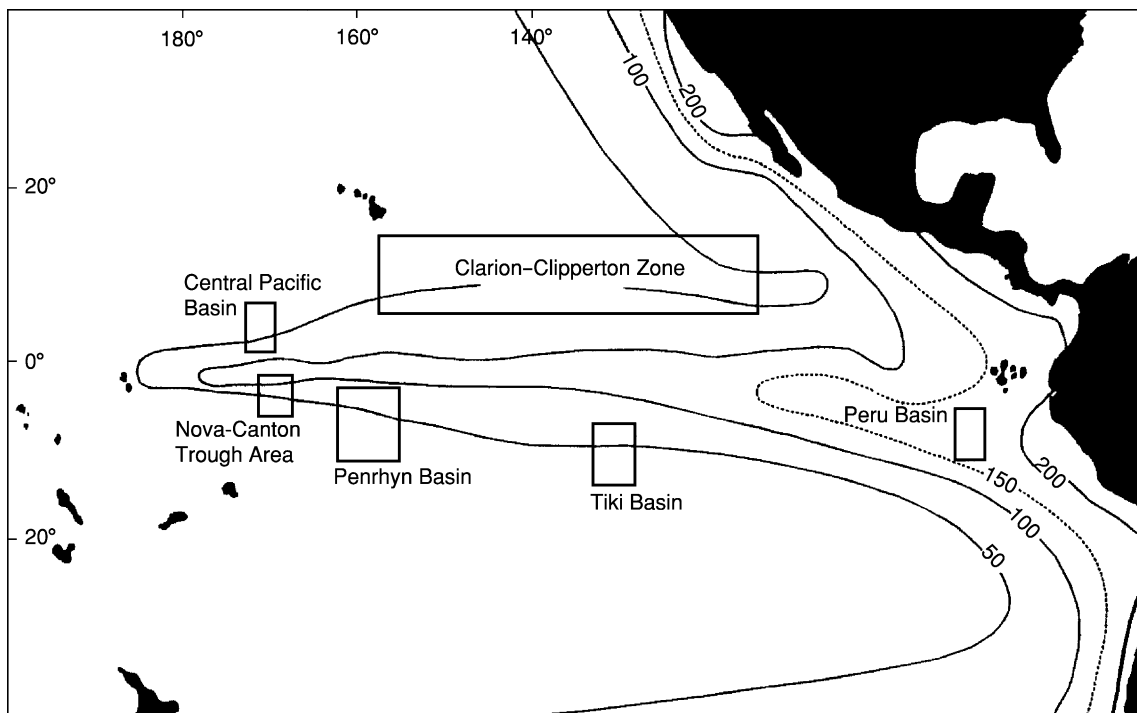 180° 160° 140°
100
200
20°
Clarion–Clipperton Zone
Central Pacific
Basin
0°
Peru Basin
Nova-Canton
Trough Area
Penrhyn Basin
200
150
Tiki Basin
100
20°
50